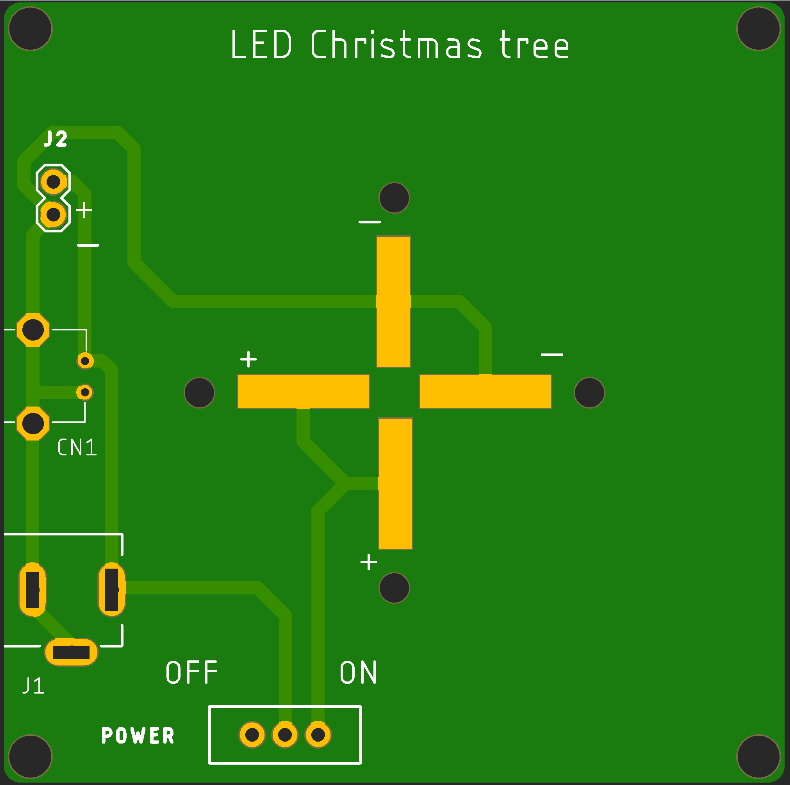 LED Christmas tree
J2
+
—
—
+
—
CN1
+
OFF ON
J1
POWER